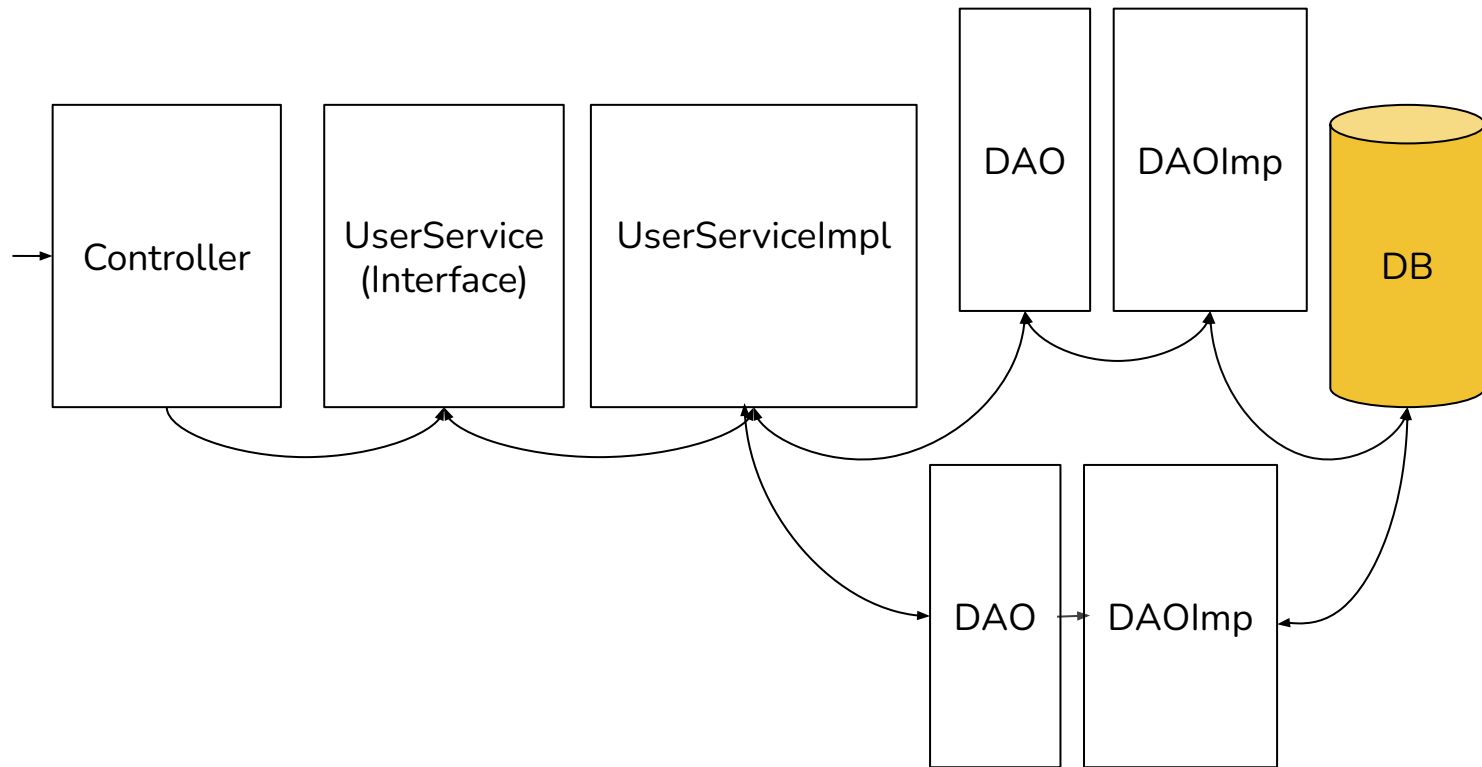 Controller
UserService
(Interface)
UserServiceImpl
DAO
DAOImp
DB
DAO
DAOImp